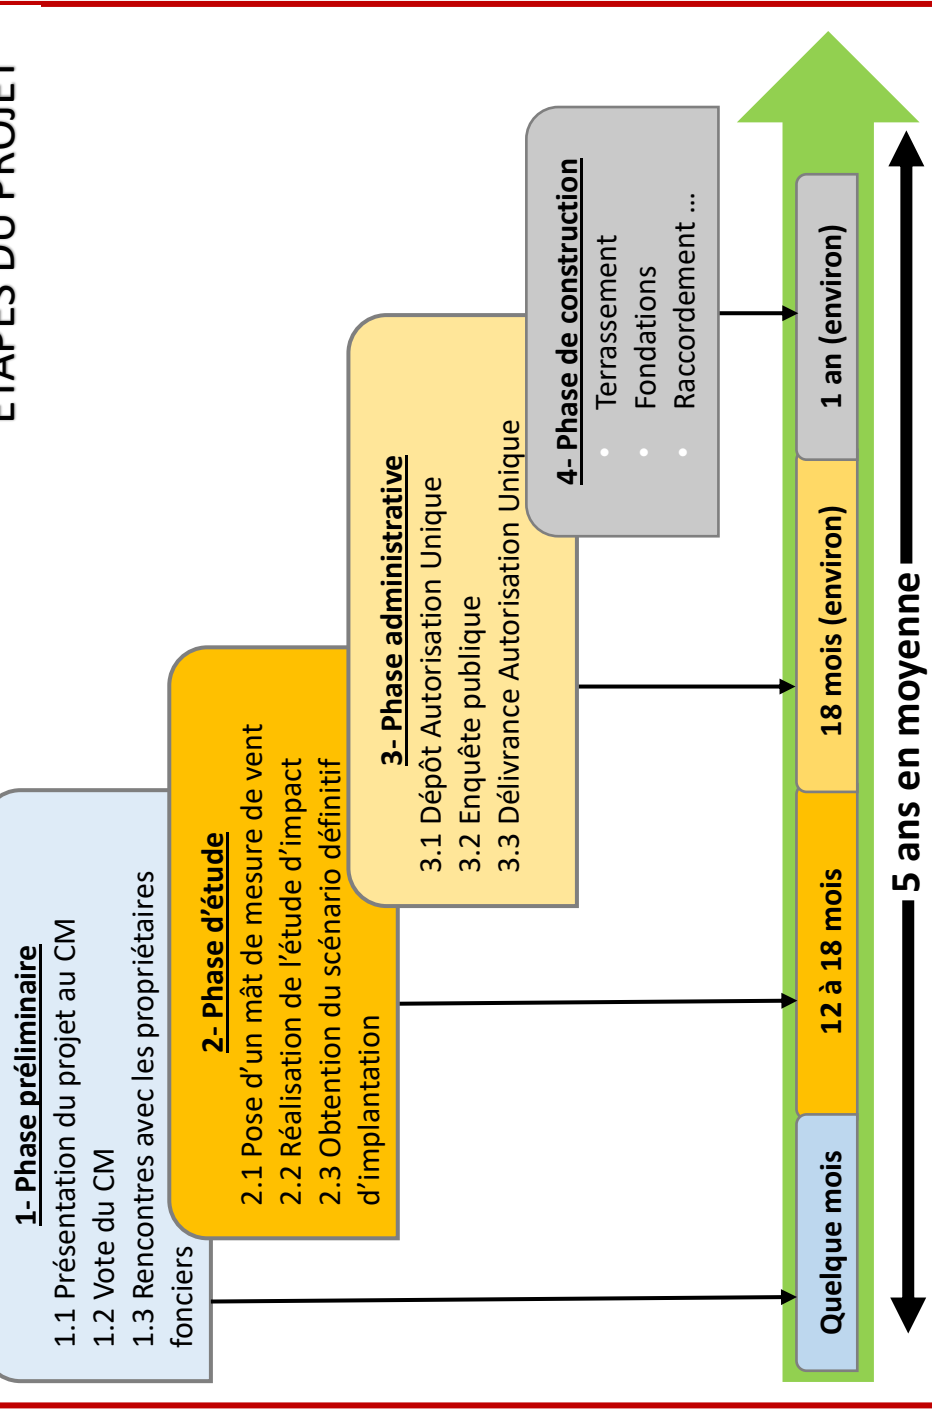 ETAPES DU PROJET
1- Phase préliminaire
1.1 Présentation du projet au CM
1.2 Vote du CM
1.3 Rencontres avec les propriétaires
fonciers
2- Phase d’étude
2.1 Pose d’un mât de mesure de vent
2.2 Réalisation de l’étude d’impact
2.3 Obtention du scénario définitif
d’implantation
3- Phase administrative
3.1 Dépôt Autorisation Unique
3.2 Enquête publique
3.3 Délivrance Autorisation Unique
4- Phase de construction
• Terrassement
• Fondations
• Raccordement ...
Quelque mois
12 à 18 mois
18 mois (environ)
1 an (environ)
5 ans en moyenne